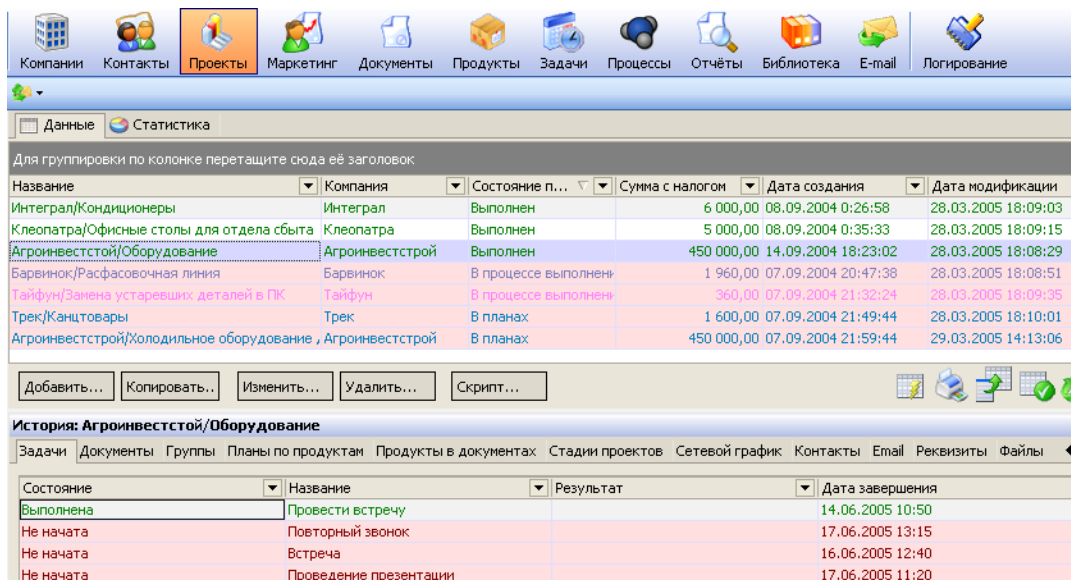 Компании Контакты Проекты Маркетинг Документы Продукты Задачи Процессы Отчёты Библиотека E-mail Логирование
Данные Статистика
Для группировки по колонке перетащите сюда её заголовок
Название Компания Состояние п... Сумма с налогом Дата создания Дата модификации
Интеграл/Кондиционеры Интеграл Выполнен 6 000,00 08.09.2004 0:26:58 28.03.2005 18:09:03
Клеопатра/Офисные столы для отдела сбыта Клеопатра Выполнен 5 000,00 08.09.2004 0:35:33 28.03.2005 18:09:15
Агроинвестстой/Оборудование Агроинвестстрой Выполнен 450 000,00 14.09.2004 18:23:02 28.03.2005 18:08:29
Барвинок/Расфасовочная линия Барвинок В процессе выполнени 1 960,00 07.09.2004 20:47:38 28.03.2005 18:08:51
Тайфун/Замена устаревших деталей в ПК Тайфун В процессе выполнени 360,00 07.09.2004 21:32:24 28.03.2005 18:09:35
Трек/Канцтовары Трек В планах 1 600,00 07.09.2004 21:49:44 28.03.2005 18:10:01
Агроинвестстрой/Холодильное оборудование , Агроинвестстрой В планах 450 000,00 07.09.2004 21:59:44 29.03.2005 14:13:06
Добавить... Копировать.. Изменить... Удалить... Скрипт...
История: Агроинвестстой/Оборудование
Задачи Документы Группы Планы по продуктам Продукты в документах Стадии проектов Сетевой график Контакты Email Реквизиты Файлы
Состояние Название Результат Дата завершения
Выполнена Провести встречу 14.06.2005 10:50
Не начата Повторный звонок 17.06.2005 13:15
Не начата Встреча 16.06.2005 12:40
Не начата Проведение презентации 17.06.2005 11:20